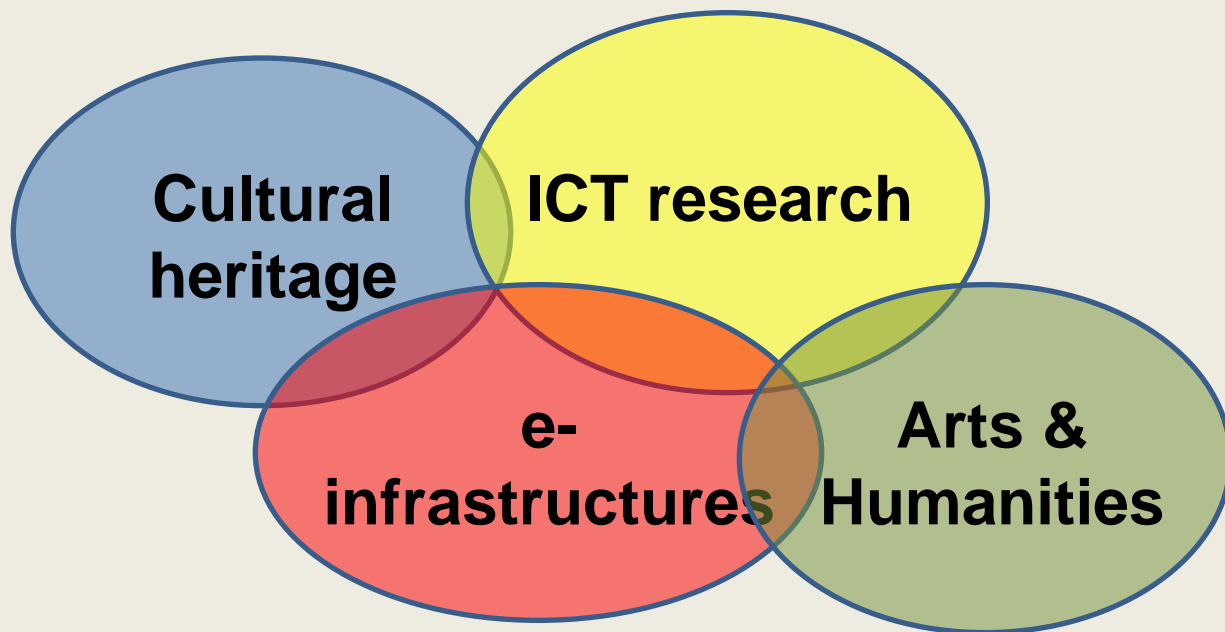 Cultural
heritage
ICT research
e-
infrastructures
Arts &
Humanities